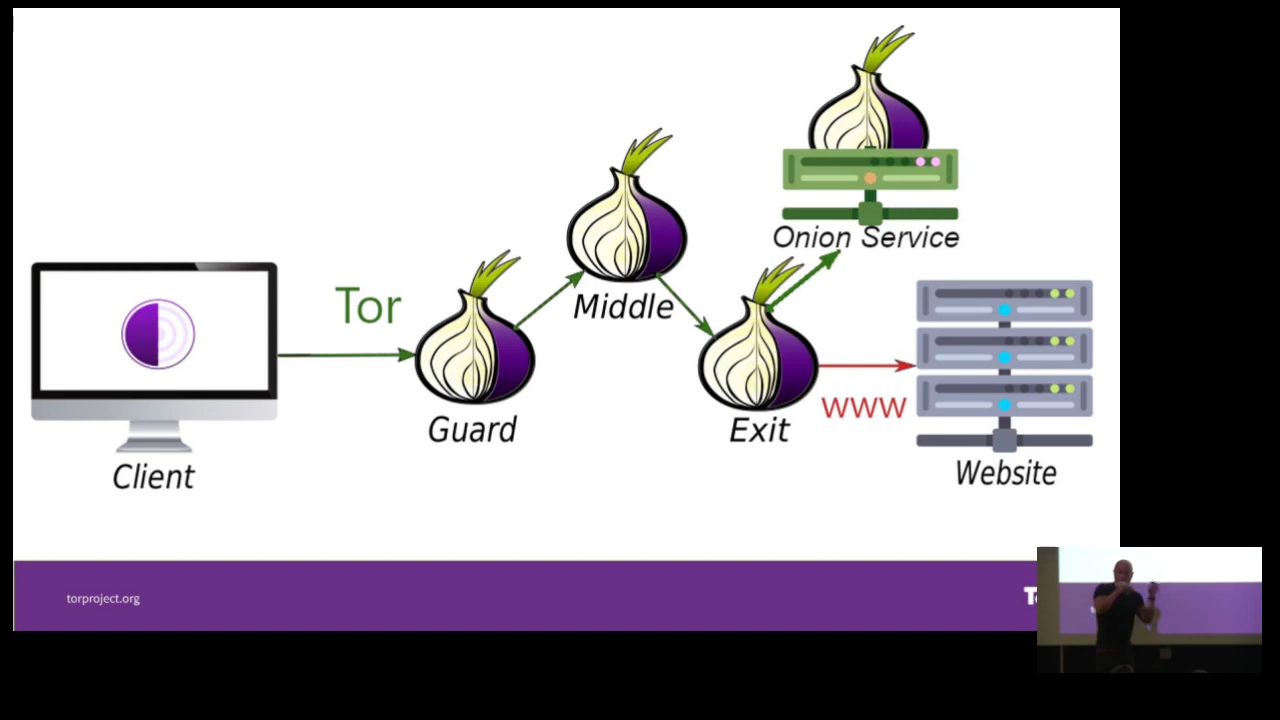 Onion Service
Tor
Middle
WWW
Guard
Exit
Client
Website
torproject.org